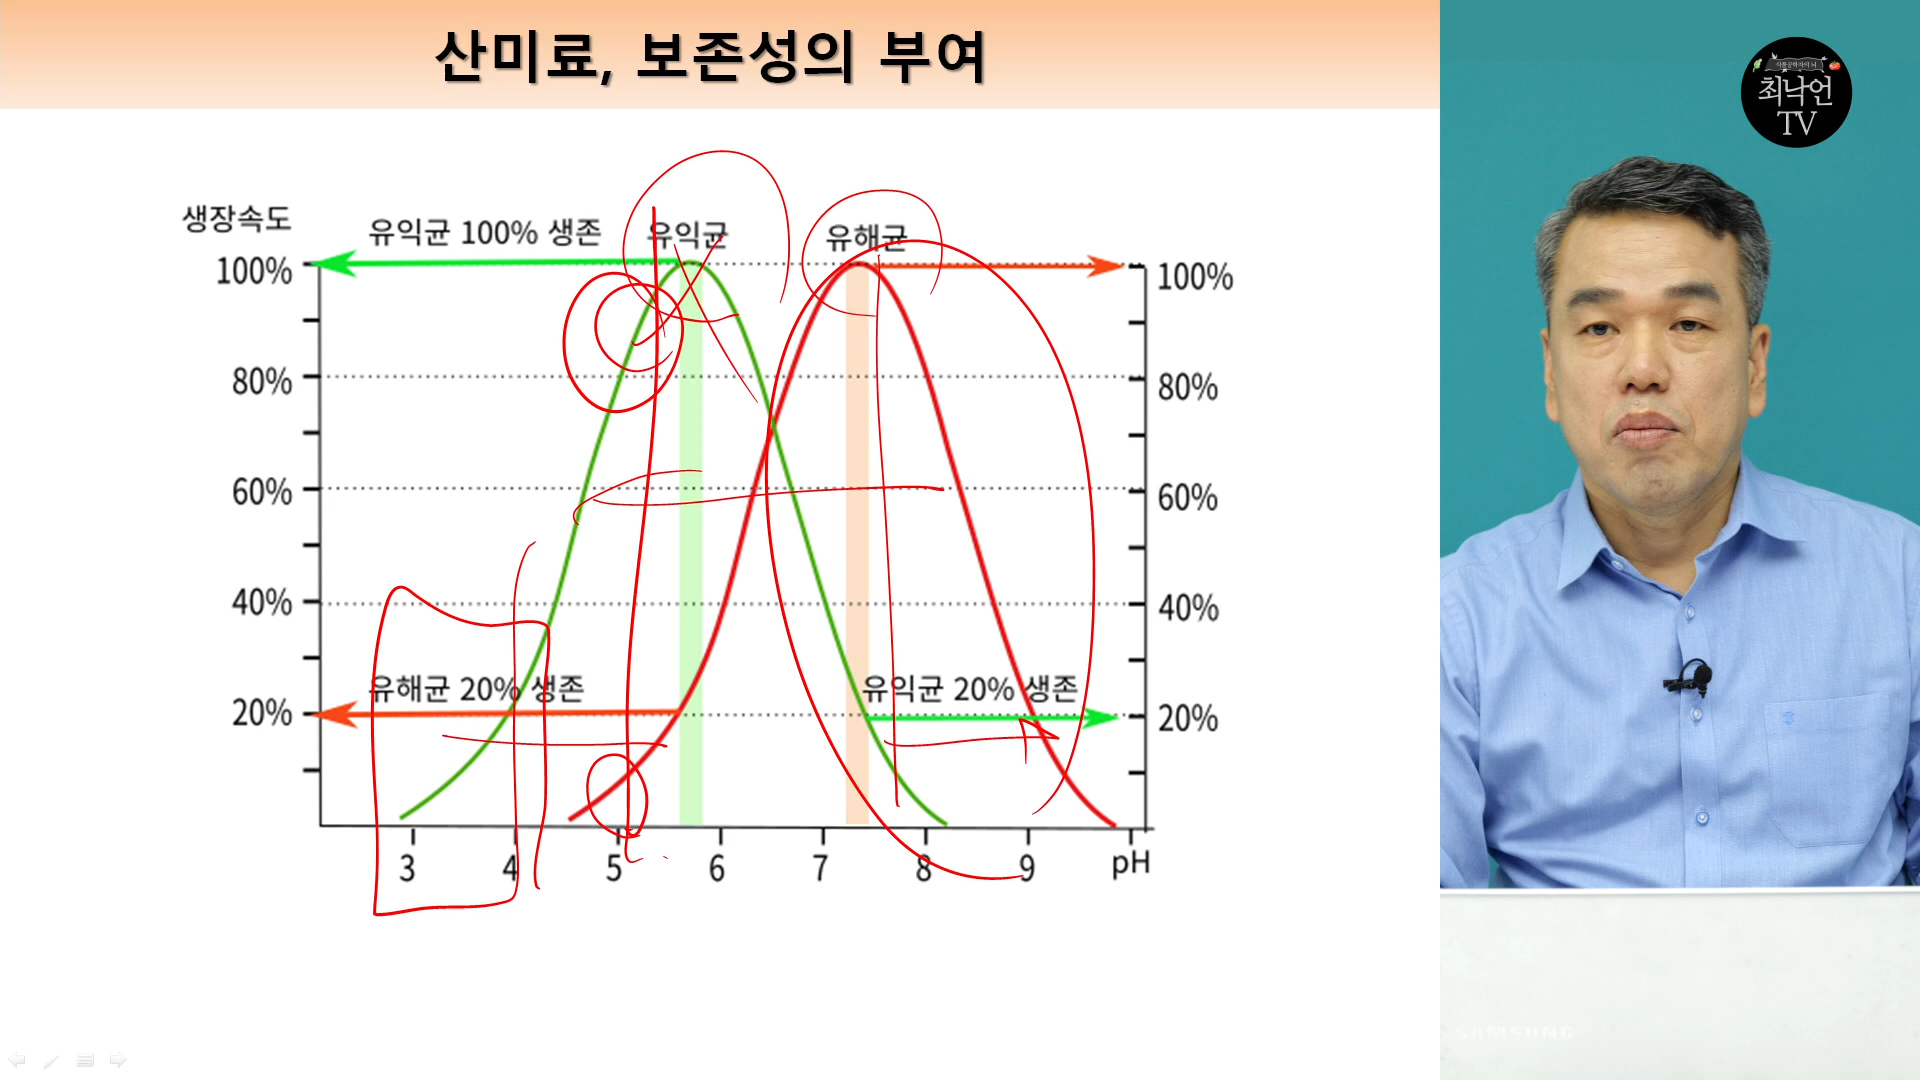 산미료, 보존성의 부여
최낙언
TV
생장속도
유익균 100% 생존
유익균
유해균
100%
80%
60%
40%
20%
유해균 20% 생존
유익균 20% 생존
100%
80%
60%
40%
20%
3 4 5 6 7 8 9 pH
SAMSUNG